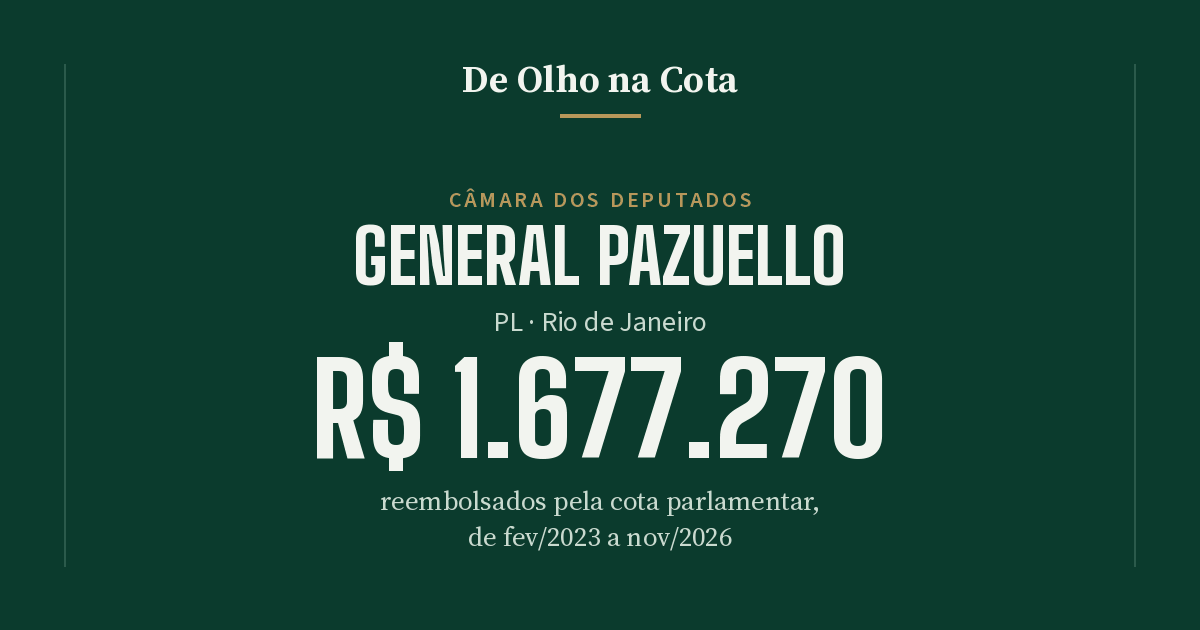 De Olho na Cota
CÂMARA DOS DEPUTADOS
GENERAL PAZUELLO
PL · Rio de Janeiro
R$ 1.677.270
reembolsados pela cota parlamentar,
de fev/2023 a nov/2026